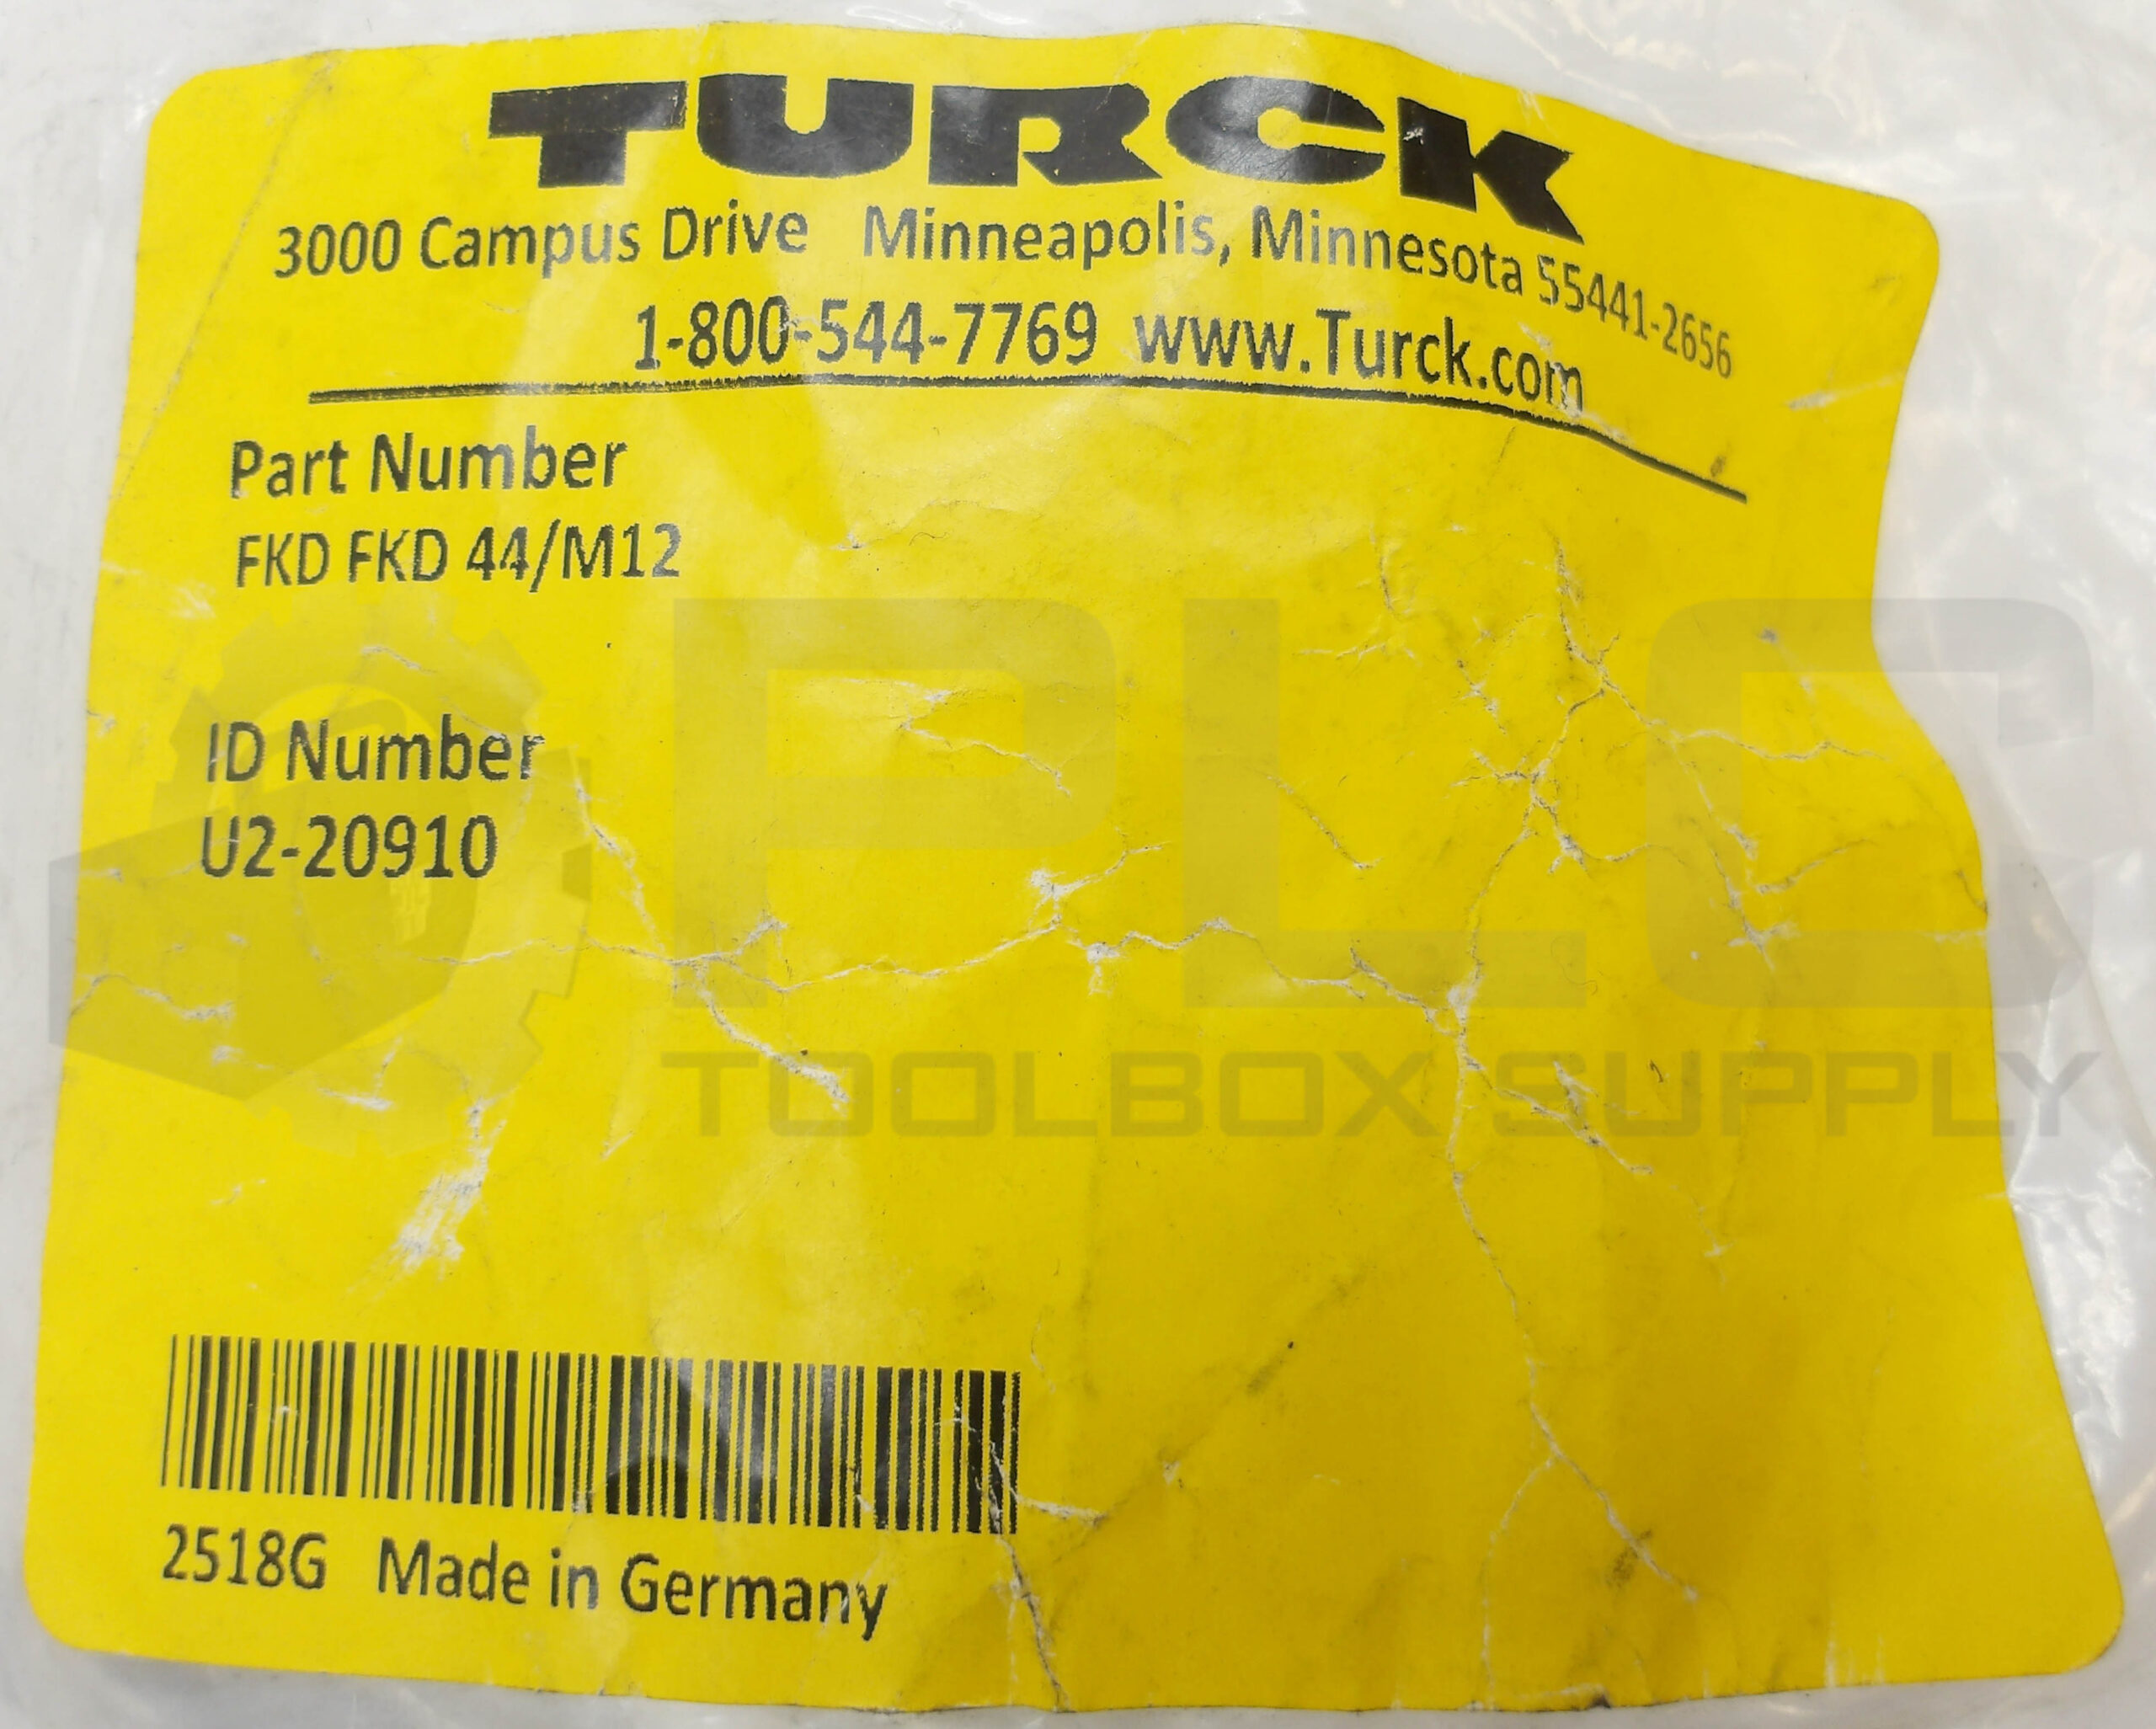 TURCK
3000 Campus Drive   Minneapolis, Minnesota 55441-2656
1-800-544-7769  www.Turck.com
Part Number
FKD FKD 44/M12
ID Number
U2-20910
PLC
TOOLBOX SUPPLY
2518G   Made in Germany